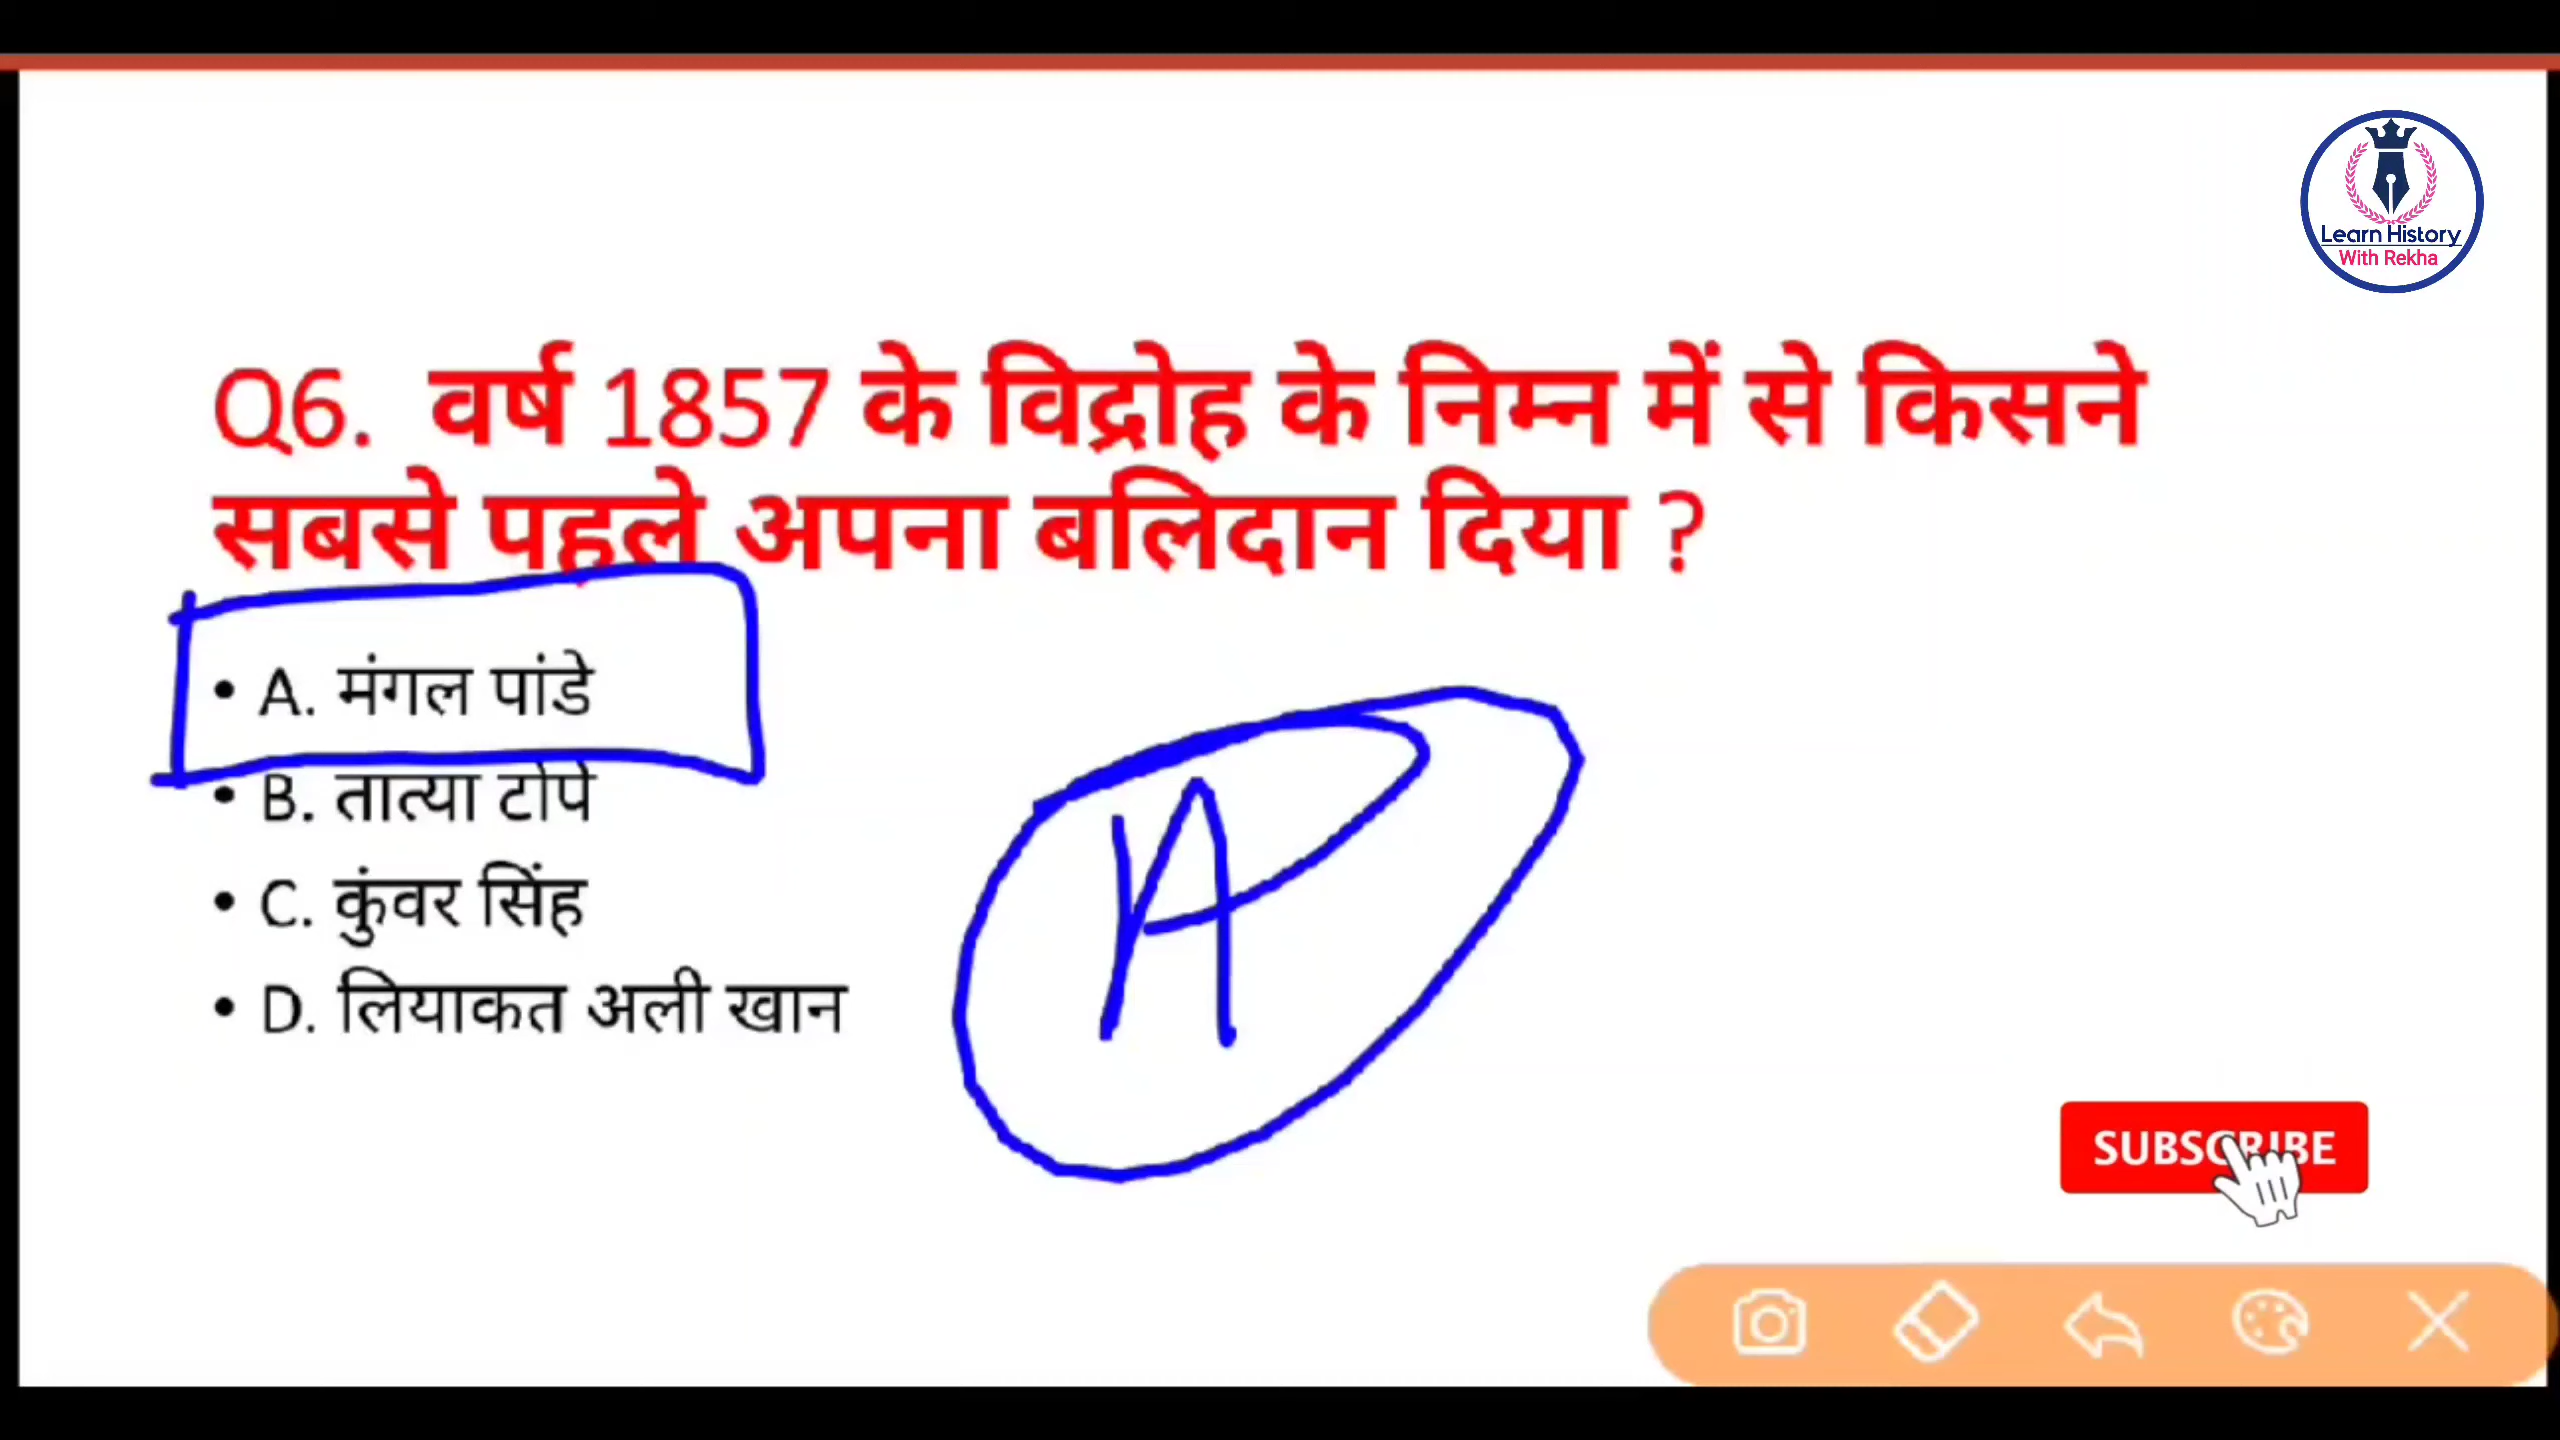 Learn History
With Rekha
Q6. वर्ष 1857 के विद्रोह के निम्न में से किसने
सबसे पहले अपना बलिदान दिया ?
• A. मंगल पांडे
• B. तात्या टोपे
• C. कुंवर सिंह
• D. लियाकत अली खान
A
SUBSCRIBE